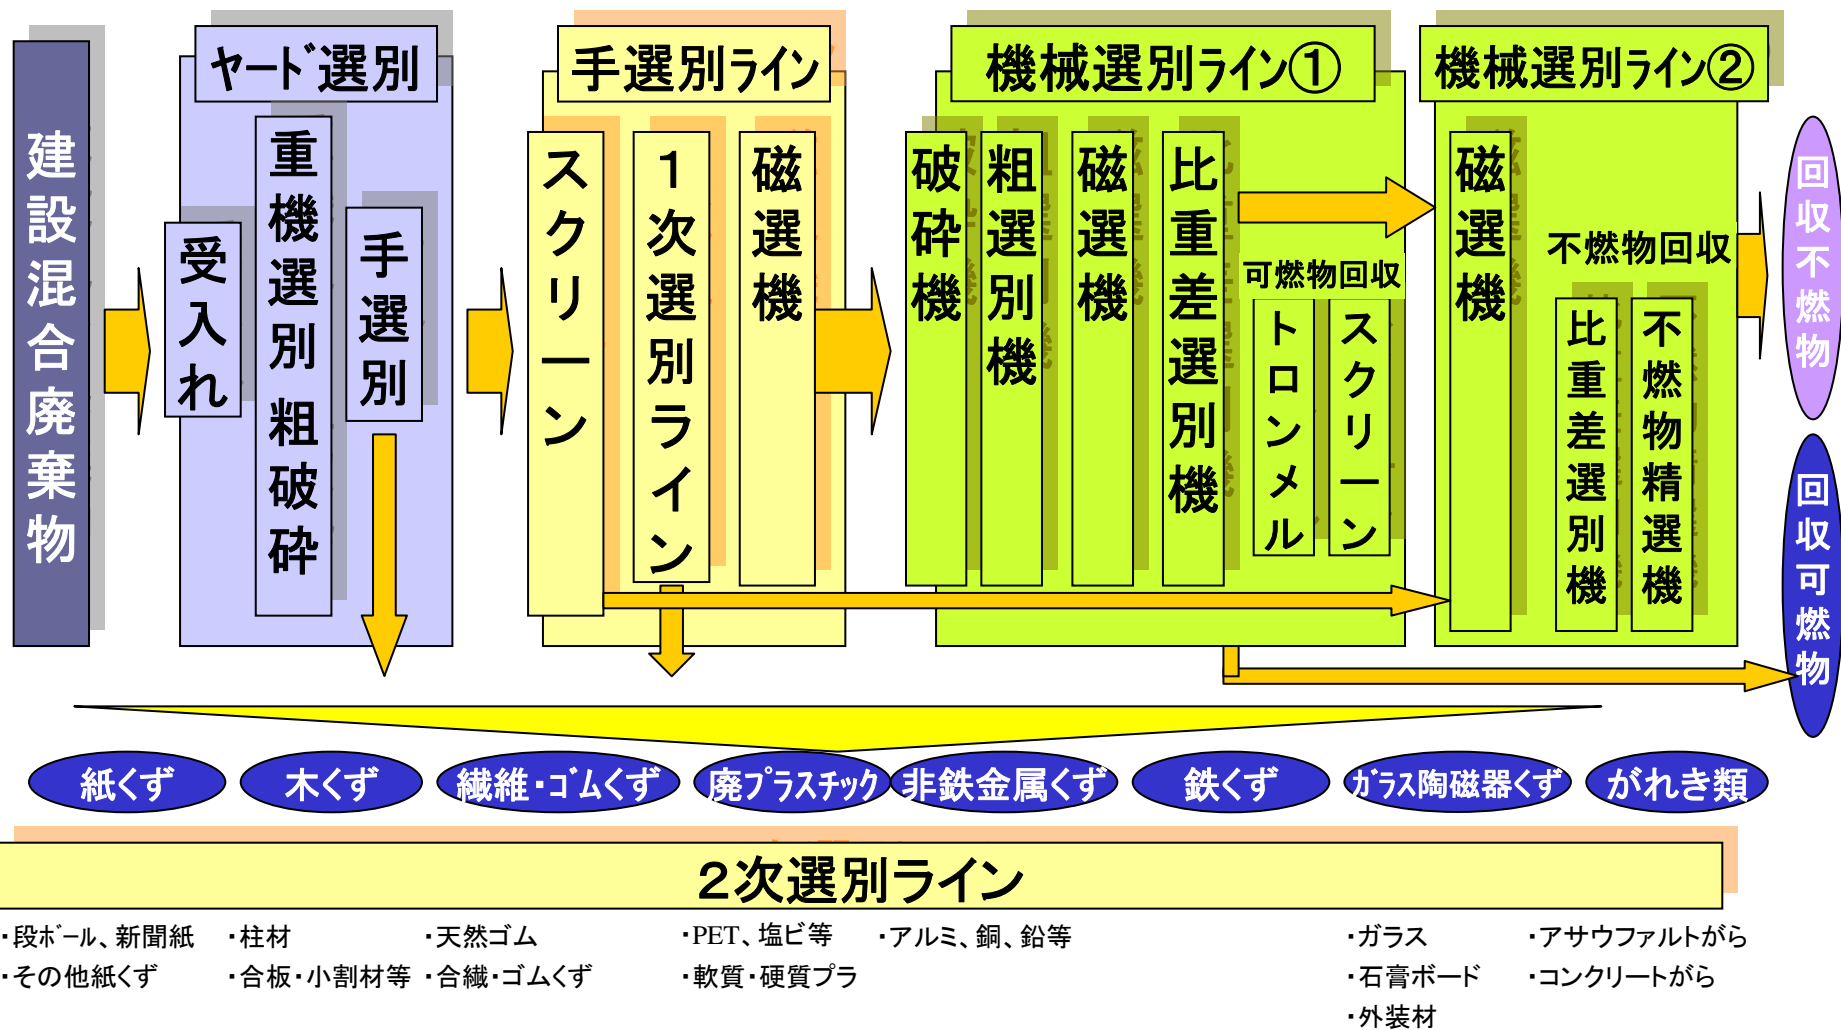 建設混合廃棄物
ヤード選別
受入れ
重機選別 粗破砕
手選別
手選別ライン
スクリーン
1次選別ライン
磁選機
機械選別ライン①
破砕機
粗選別機
磁選機
比重差選別機
可燃物回収
トロンメル
スクリーン
機械選別ライン②
磁選機
不燃物回収
比重差選別機
不燃物精選機
回収不燃物
回収可燃物
紙くず
木くず
繊維・ゴムくず
廃プラスチック
非鉄金属くず
鉄くず
ガラス陶磁器くず
がれき類
2次選別ライン
・段ボール、新聞紙
・その他紙くず
・柱材
・合板・小割材等
・天然ゴム
・合繊・ゴムくず
・PET、塩ビ等
・軟質・硬質プラ
・アルミ、銅、鉛等
・ガラス
・石膏ボード
・外装材
・アサウファルトがら
・コンクリートがら